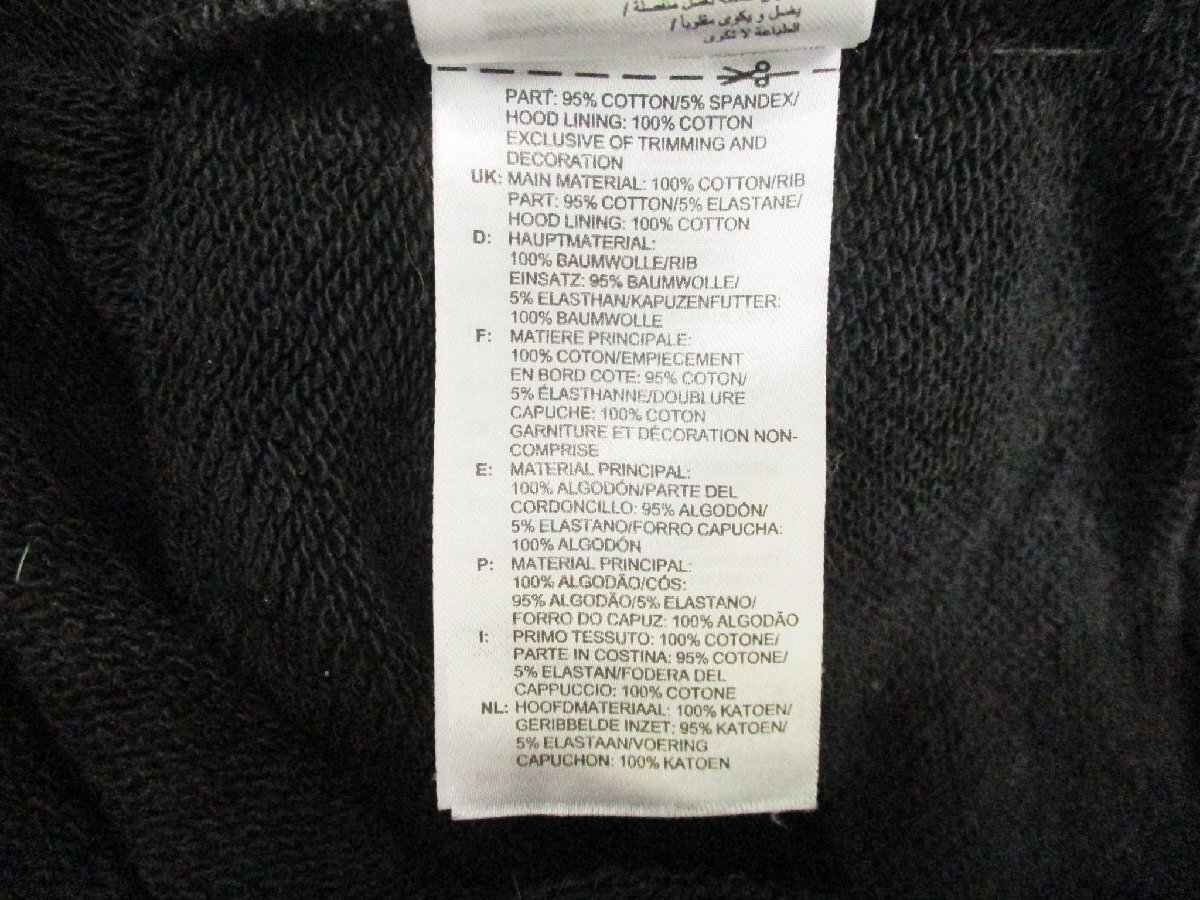 يغسل و يكوى مقلوباً /
الطباعة لا تكوى
PART: 95% COTTON/5% SPANDEX/
HOOD LINING: 100% COTTON
EXCLUSIVE OF TRIMMING AND
DECORATION
UK: MAIN MATERIAL: 100% COTTON/RIB
PART: 95% COTTON/5% ELASTANE/
HOOD LINING: 100% COTTON
D: HAUPTMATERIAL:
100% BAUMWOLLE/RIB
EINSATZ: 95% BAUMWOLLE/
5% ELASTHAN/KAPUZENFUTTER:
100% BAUMWOLLE
F: MATIERE PRINCIPALE:
100% COTON/EMPIECEMENT
EN BORD COTE: 95% COTON/
5% ÉLASTHANNE/DOUBLURE
CAPUCHE: 100% COTON
GARNITURE ET DÉCORATION NON-
COMPRISE
E: MATERIAL PRINCIPAL:
100% ALGODÓN/PARTE DEL
CORDONCILLO: 95% ALGODÓN/
5% ELASTANO/FORRO CAPUCHA:
100% ALGODÓN
P: MATERIAL PRINCIPAL:
100% ALGODÃO/CÓS:
95% ALGODÃO/5% ELASTANO/
FORRO DO CAPUZ: 100% ALGODÃO
I: PRIMO TESSUTO: 100% COTONE/
PARTE IN COSTINA: 95% COTONE/
5% ELASTAN/FODERA DEL
CAPPUCCIO: 100% COTONE
NL: HOOFDMATERIAAL: 100% KATOEN/
GERIBBELDE INZET: 95% KATOEN/
5% ELASTAAN/VOERING
CAPUCHON: 100% KATOEN